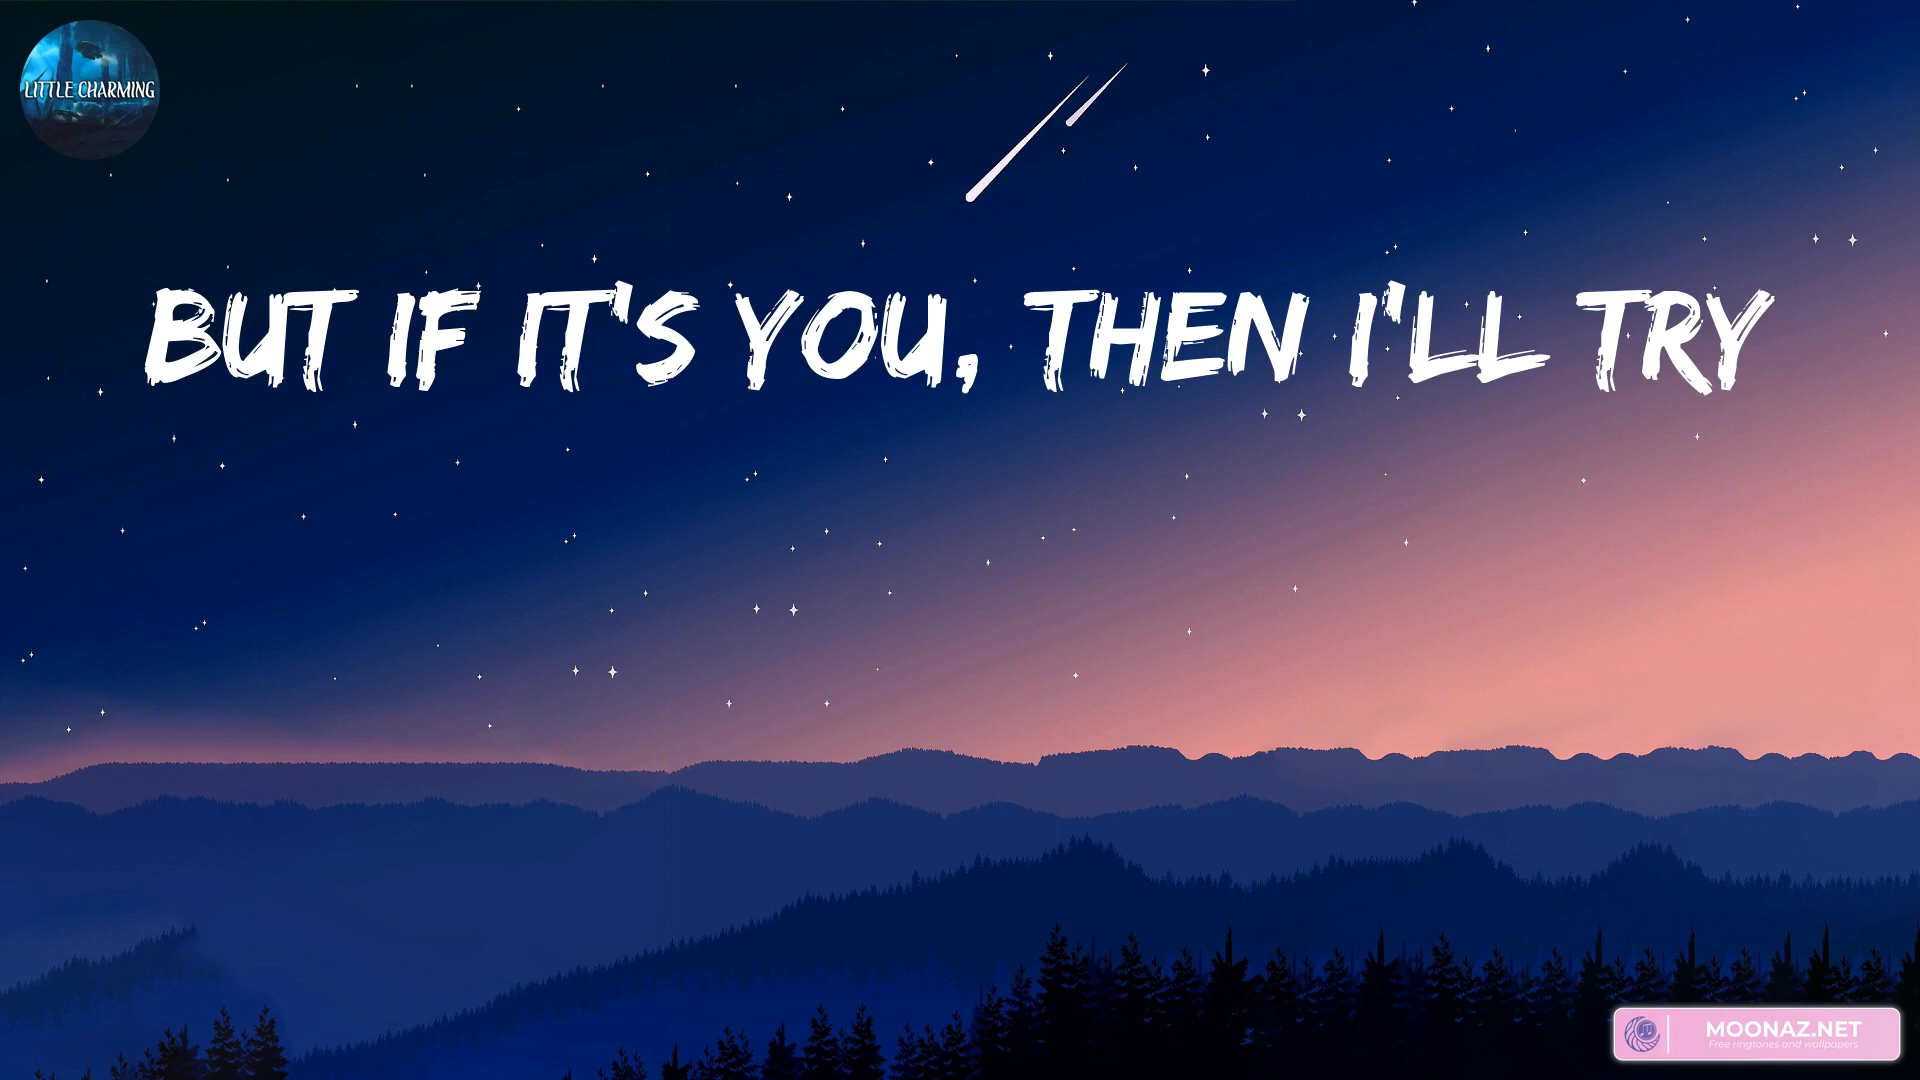 LITTLE CHARMING
BUT IF IT'S YOU, THEN I'LL TRY
MOONAZ.NET
Free ringtones and wallpapers